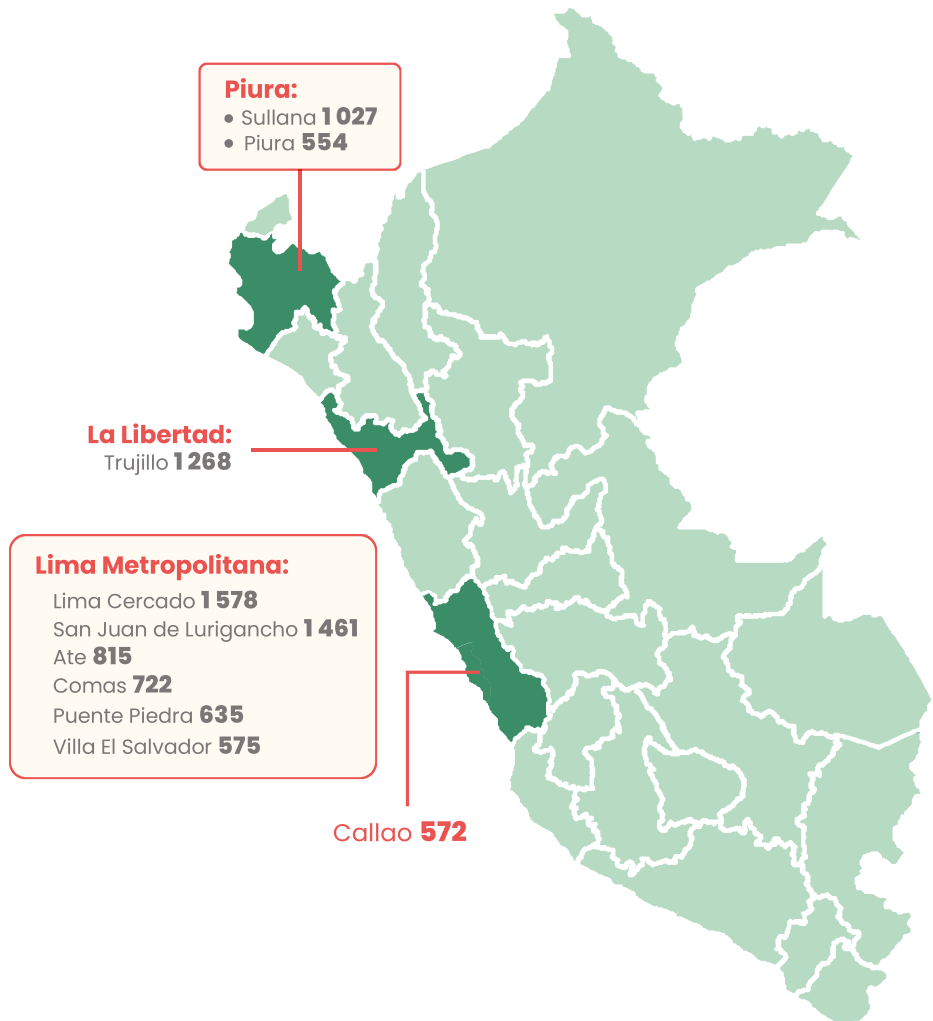 Piura:
• Sullana 1 027
• Piura 554
La Libertad:
Trujillo 1 268
Lima Metropolitana:
Lima Cercado 1 578
San Juan de Lurigancho 1 461
Ate 815
Comas 722
Puente Piedra 635
Villa El Salvador 575
Callao 572